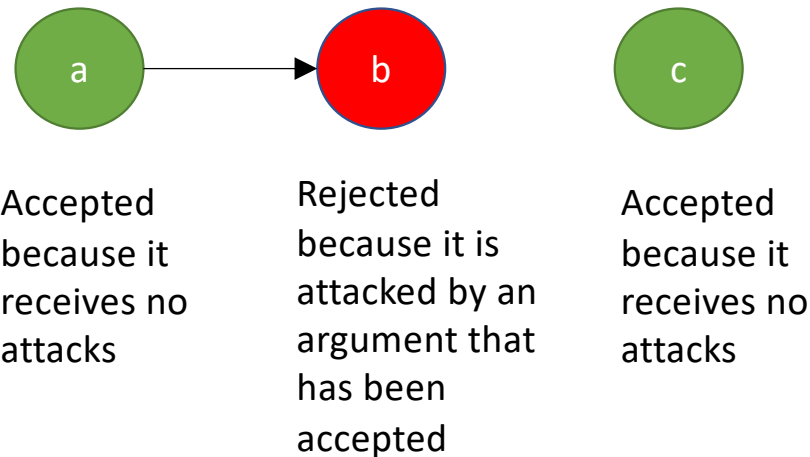 a
b
c
Accepted
because it
receives no
attacks
Rejected
because it is
attacked by an
argument that
has been
accepted
Accepted
because it
receives no
attacks